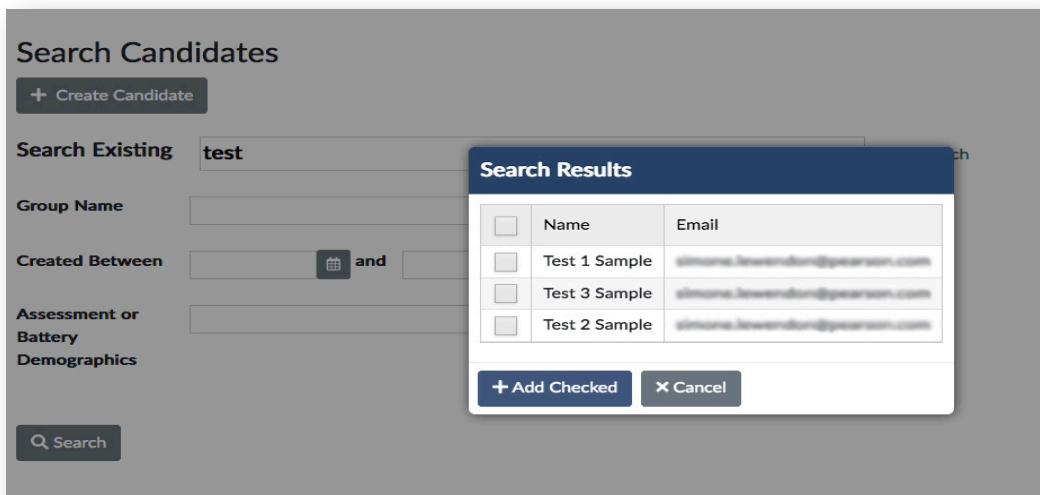 Search Candidates
+ Create Candidate
Search Existing test
ch
Group Name
Created Between and
Assessment or
Battery
Demographics
Search
Search Results
Name Email
Test 1 Sample
Test 3 Sample
Test 2 Sample
+ Add Checked × Cancel